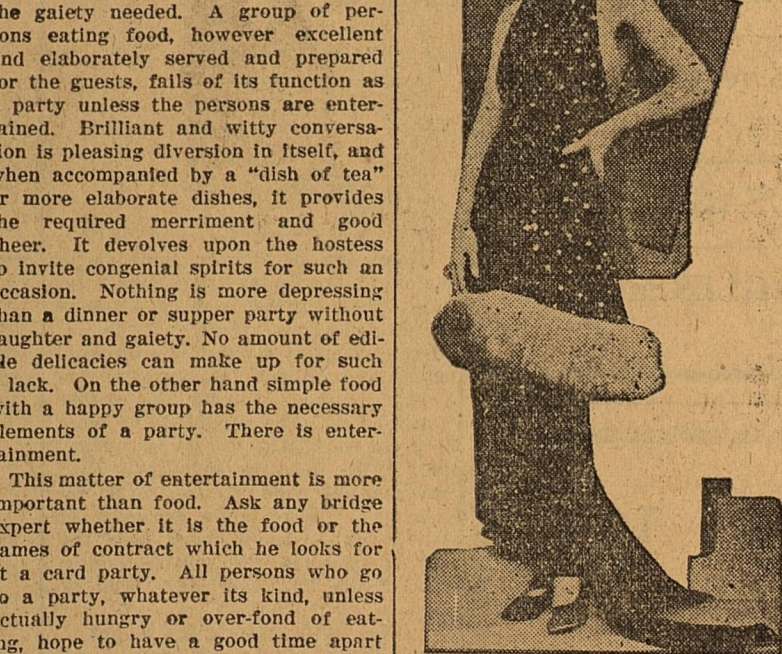 he gaiety needed. A group of per-
ons eating food, however excellent
nd elaborately served and prepared
or the guests, fails of its function as
party unless the persons are enter-
ained. Brilliant and witty conversa-
ion is pleasing diversion in itself, and
when accompanied by a "dish of tea"
r more elaborate dishes, it provides
he required merriment and good
heer. It devolves upon the hostess
o invite congenial spirits for such an
ccasion. Nothing is more depressing
han a dinner or supper party without
aughter and gaiety. No amount of edi-
le delicacies can make up for such
lack. On the other hand simple food
with a happy group has the necessary
lements of a party. There is enter-
ainment.
This matter of entertainment is more
mportant than food. Ask any bridge
xpert whether it is the food or the
ames of contract which he looks for
t a card party. All persons who go
o a party, whatever its kind, unless
ctually hungry or over-fond of eat-
ng, hope to have a good time apart